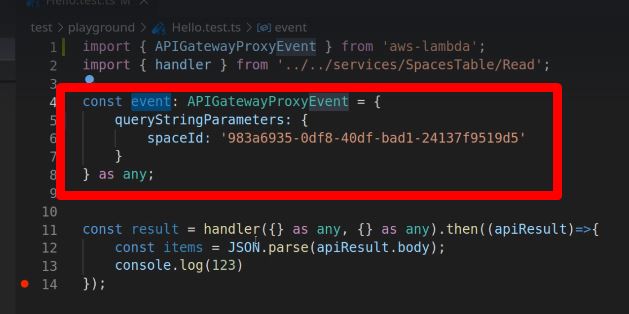 Hello.test.ts M
test > playground > Hello.test.ts > event
1 import { APIGatewayProxyEvent } from 'aws-lambda';
2 import { handler } from '../../services/SpacesTable/Read';
3
4 const event: APIGatewayProxyEvent = {
5 queryStringParameters: {
6 spaceId: '983a6935-0df8-40df-bad1-24137f9519d5'
7 }
8 } as any;
9
10
11 const result = handler({} as any, {} as any).then((apiResult)=>{
12 const items = JSON.parse(apiResult.body);
13 console.log(123)
14 });